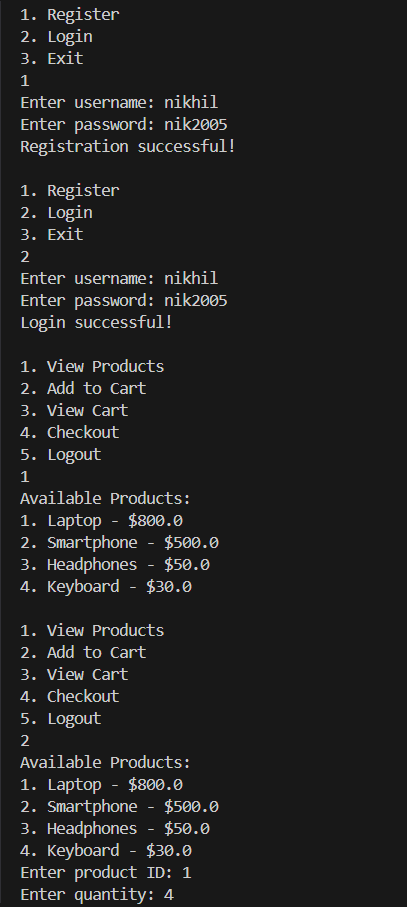 1. Register
2. Login
3. Exit
1
Enter username: nikhil
Enter password: nik2005
Registration successful!
1. Register
2. Login
3. Exit
2
Enter username: nikhil
Enter password: nik2005
Login successful!
1. View Products
2. Add to Cart
3. View Cart
4. Checkout
5. Logout
1
Available Products:
1. Laptop - $800.0
2. Smartphone - $500.0
3. Headphones - $50.0
4. Keyboard - $30.0
1. View Products
2. Add to Cart
3. View Cart
4. Checkout
5. Logout
2
Available Products:
1. Laptop - $800.0
2. Smartphone - $500.0
3. Headphones - $50.0
4. Keyboard - $30.0
Enter product ID: 1
Enter quantity: 4